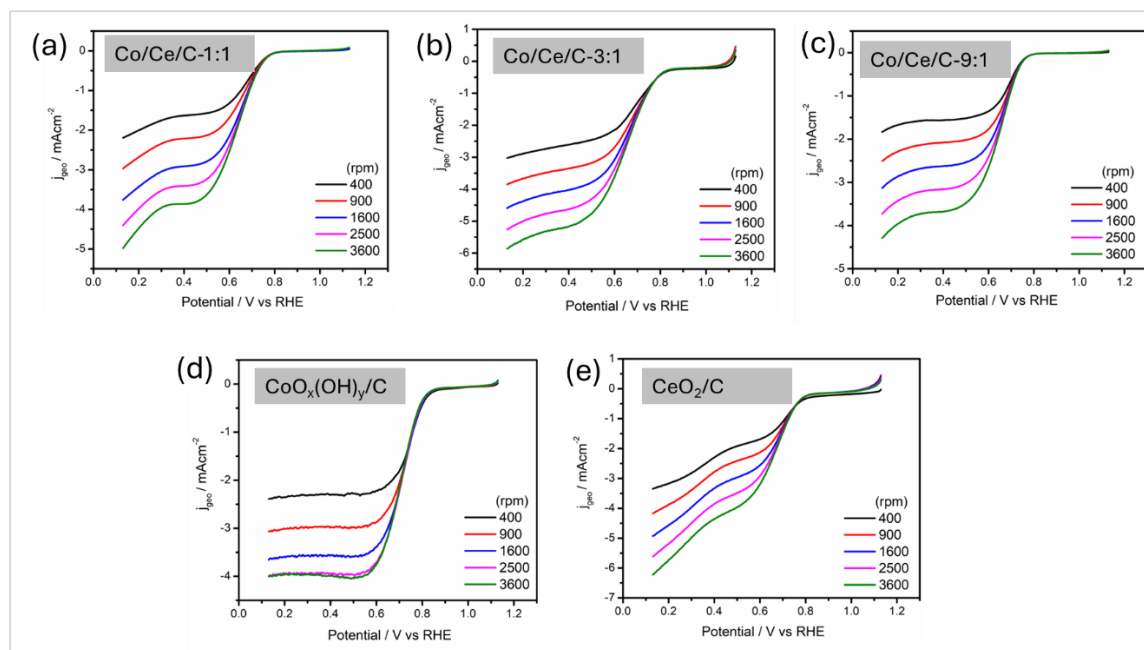 (a)
Co/Ce/C-1:1
0
-1
-2
-3
-4
-5
j_geo / mAcm⁻²
(rpm)
400
900
1600
2500
3600
0.0 0.2 0.4 0.6 0.8 1.0 1.2
Potential / V vs RHE
(b)
Co/Ce/C-3:1
1
0
-1
-2
-3
-4
-5
-6
j_geo / mAcm⁻²
(rpm)
400
900
1600
2500
3600
0.0 0.2 0.4 0.6 0.8 1.0 1.2
Potential / V vs RHE
(c)
Co/Ce/C-9:1
0
-1
-2
-3
-4
-5
j_geo / mAcm⁻²
(rpm)
400
900
1600
2500
3600
0.0 0.2 0.4 0.6 0.8 1.0 1.2
Potential / V vs RHE
(d)
CoOₓ(OH)ᵧ/C
0
-1
-2
-3
-4
j_geo / mAcm⁻²
(rpm)
400
900
1600
2500
3600
0.0 0.2 0.4 0.6 0.8 1.0 1.2
Potential / V vs RHE
(e)
CeO₂/C
1
0
-1
-2
-3
-4
-5
-6
-7
j_geo / mAcm⁻²
(rpm)
400
900
1600
2500
3600
0.0 0.2 0.4 0.6 0.8 1.0 1.2
Potential / V vs RHE